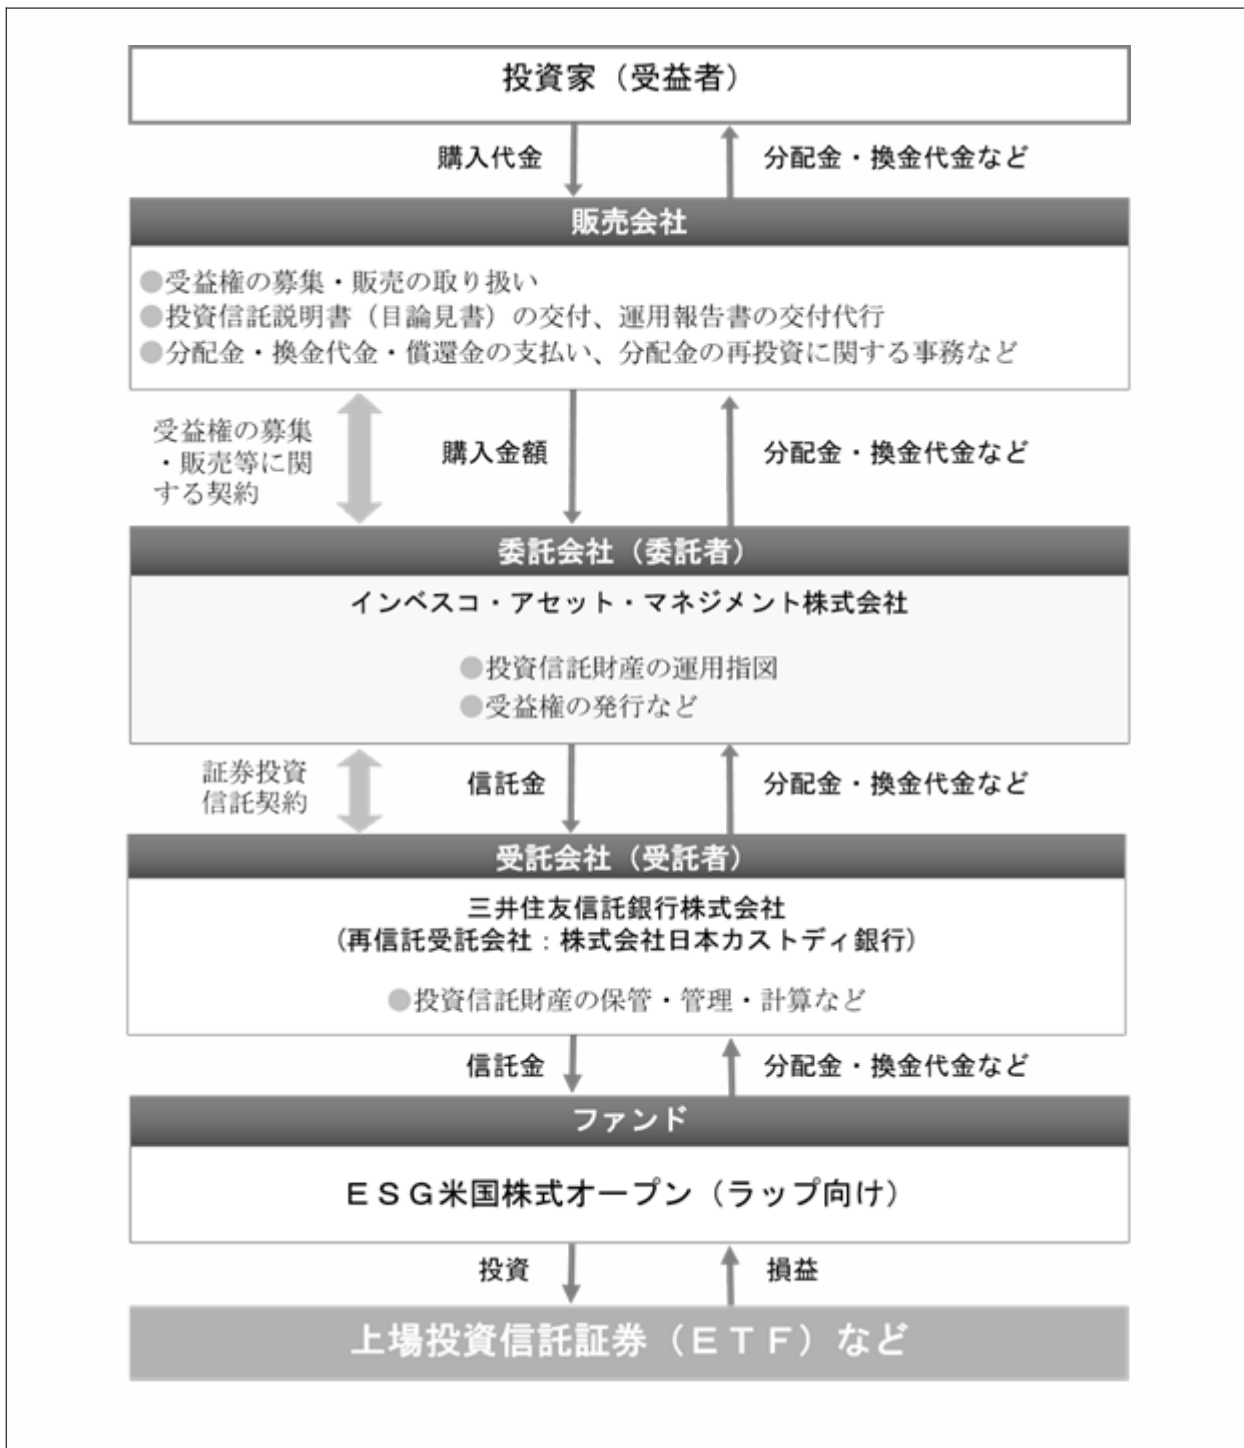 投資家（受益者）
購入代金
分配金・換金代金など
販売会社
●受益権の募集・販売の取り扱い
●投資信託説明書（目論見書）の交付、運用報告書の交付代行
●分配金・換金代金・償還金の支払い、分配金の再投資に関する事務など
受益権の募集
・販売等に関
する契約
購入金額
分配金・換金代金など
委託会社（委託者）
インベスコ・アセット・マネジメント株式会社
●投資信託財産の運用指図
●受益権の発行など
証券投資
信託契約
信託金
分配金・換金代金など
受託会社（受託者）
三井住友信託銀行株式会社
（再信託受託会社：株式会社日本カストディ銀行）
●投資信託財産の保管・管理・計算など
信託金
分配金・換金代金など
ファンド
ＥＳＧ米国株式オープン（ラップ向け）
投資
損益
上場投資信託証券（ＥＴＦ）など